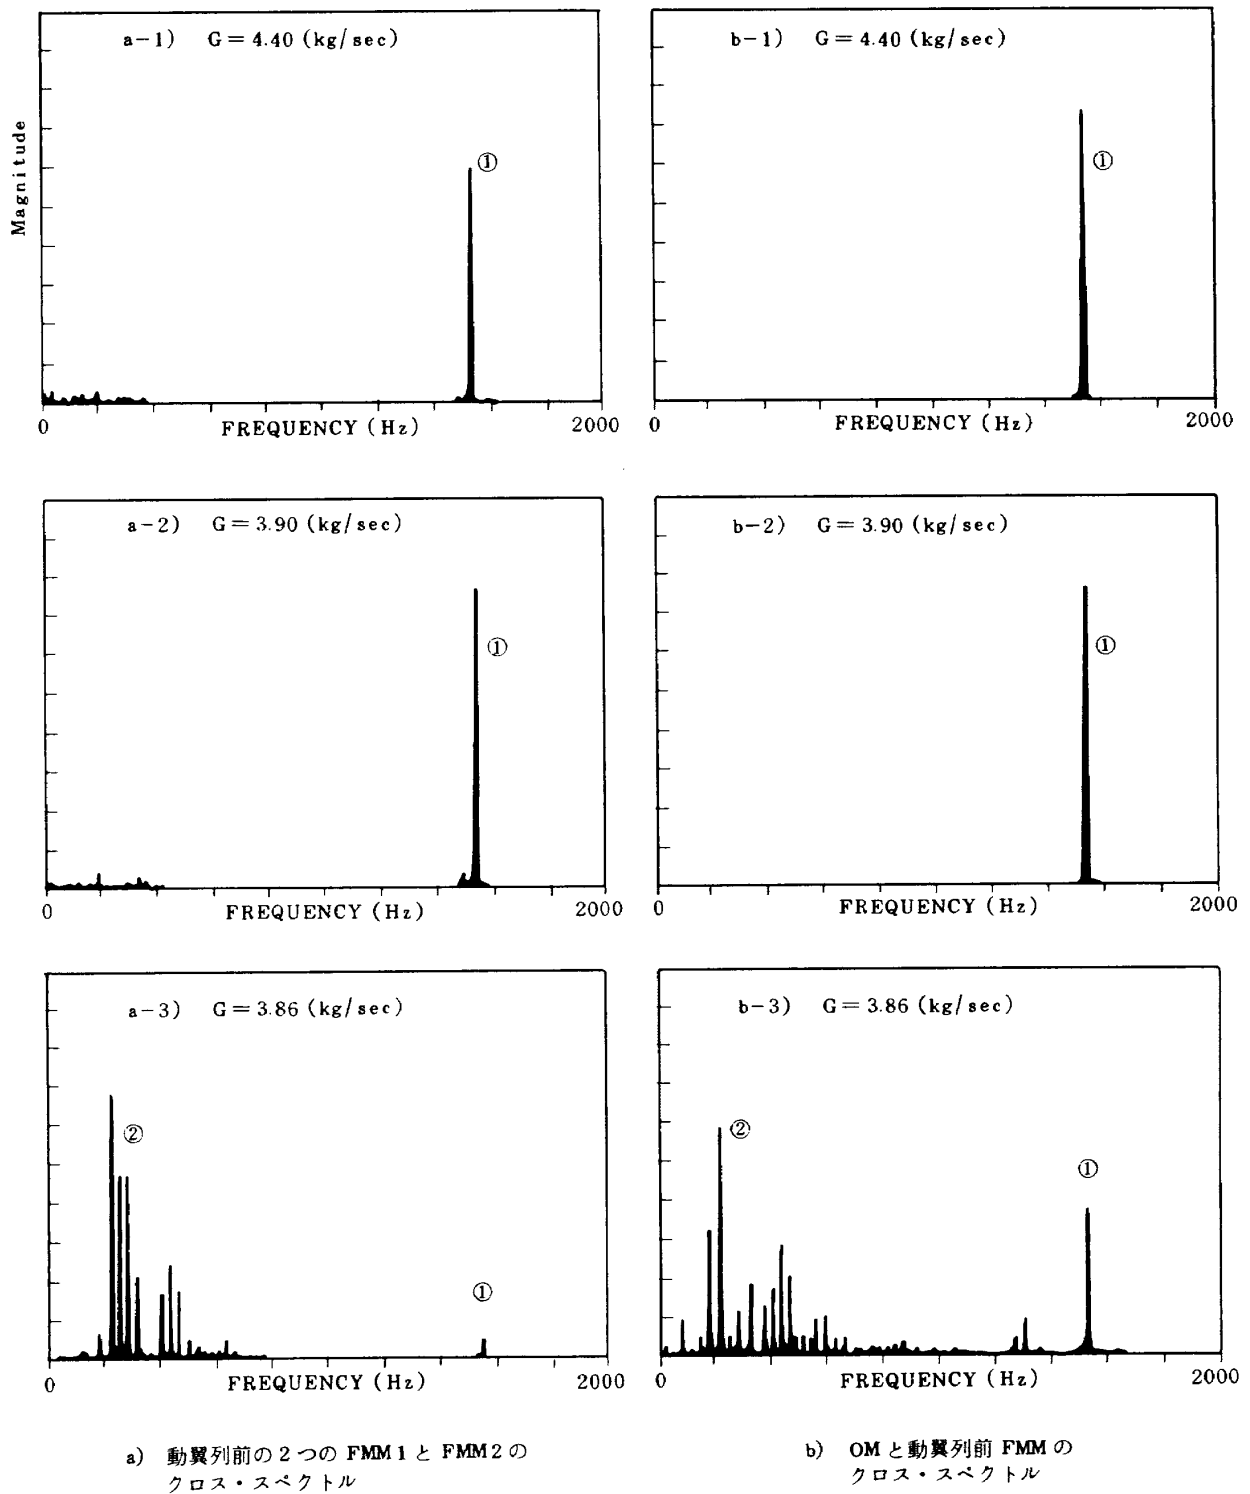 a-1) G=4.40 (kg/sec)
Magnitude
①
0 FREQUENCY (Hz) 2000
b-1) G=4.40 (kg/sec)
①
0 FREQUENCY (Hz) 2000
a-2) G=3.90 (kg/sec)
①
0 FREQUENCY (Hz) 2000
b-2) G=3.90 (kg/sec)
①
0 FREQUENCY (Hz) 2000
a-3) G=3.86 (kg/sec)
②
①
0 FREQUENCY (Hz) 2000
b-3) G=3.86 (kg/sec)
②
①
0 FREQUENCY (Hz) 2000
a) 動翼列前の2つの FMM1 と FMM2 の
クロス・スペクトル
b) OM と動翼列前 FMM の
クロス・スペクトル